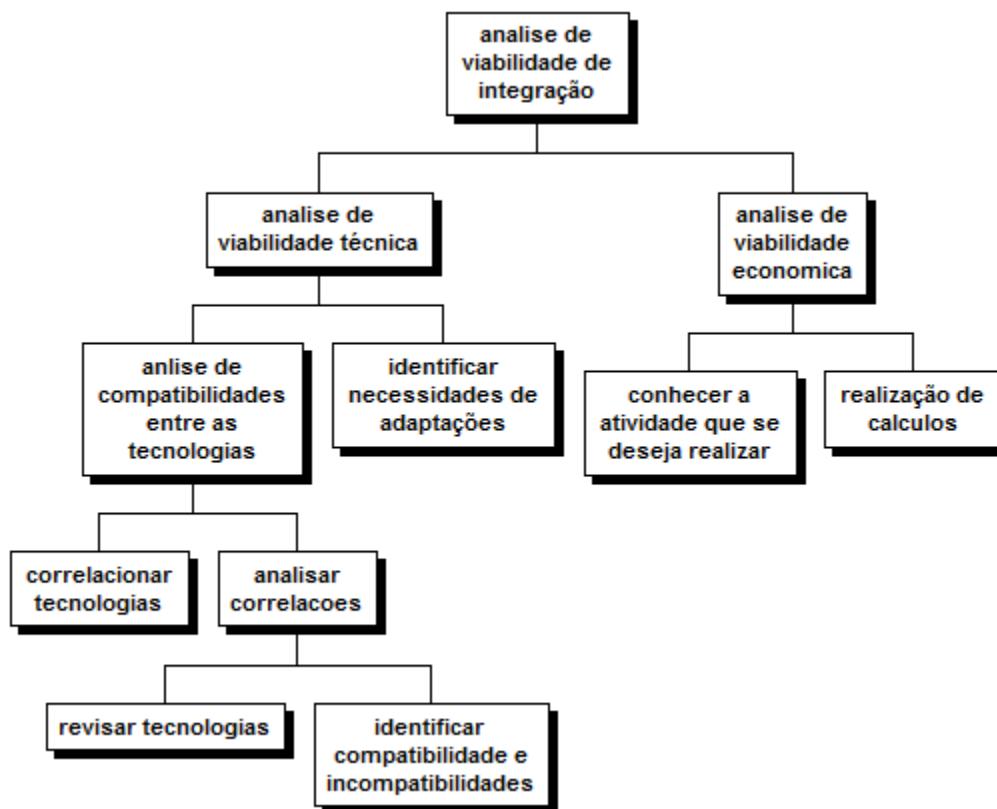 analise de
viabilidade de
integração
analise de
viabilidade técnica
analise de
viabilidade
economica
anlise de
compatibilidades
entre as
tecnologias
identificar
necessidades de
adaptações
conhecer a
atividade que se
deseja realizar
realização de
calculos
correlacionar
tecnologias
analisar
correlacoes
revisar tecnologias
identificar
compatibilidade e
incompatibilidades